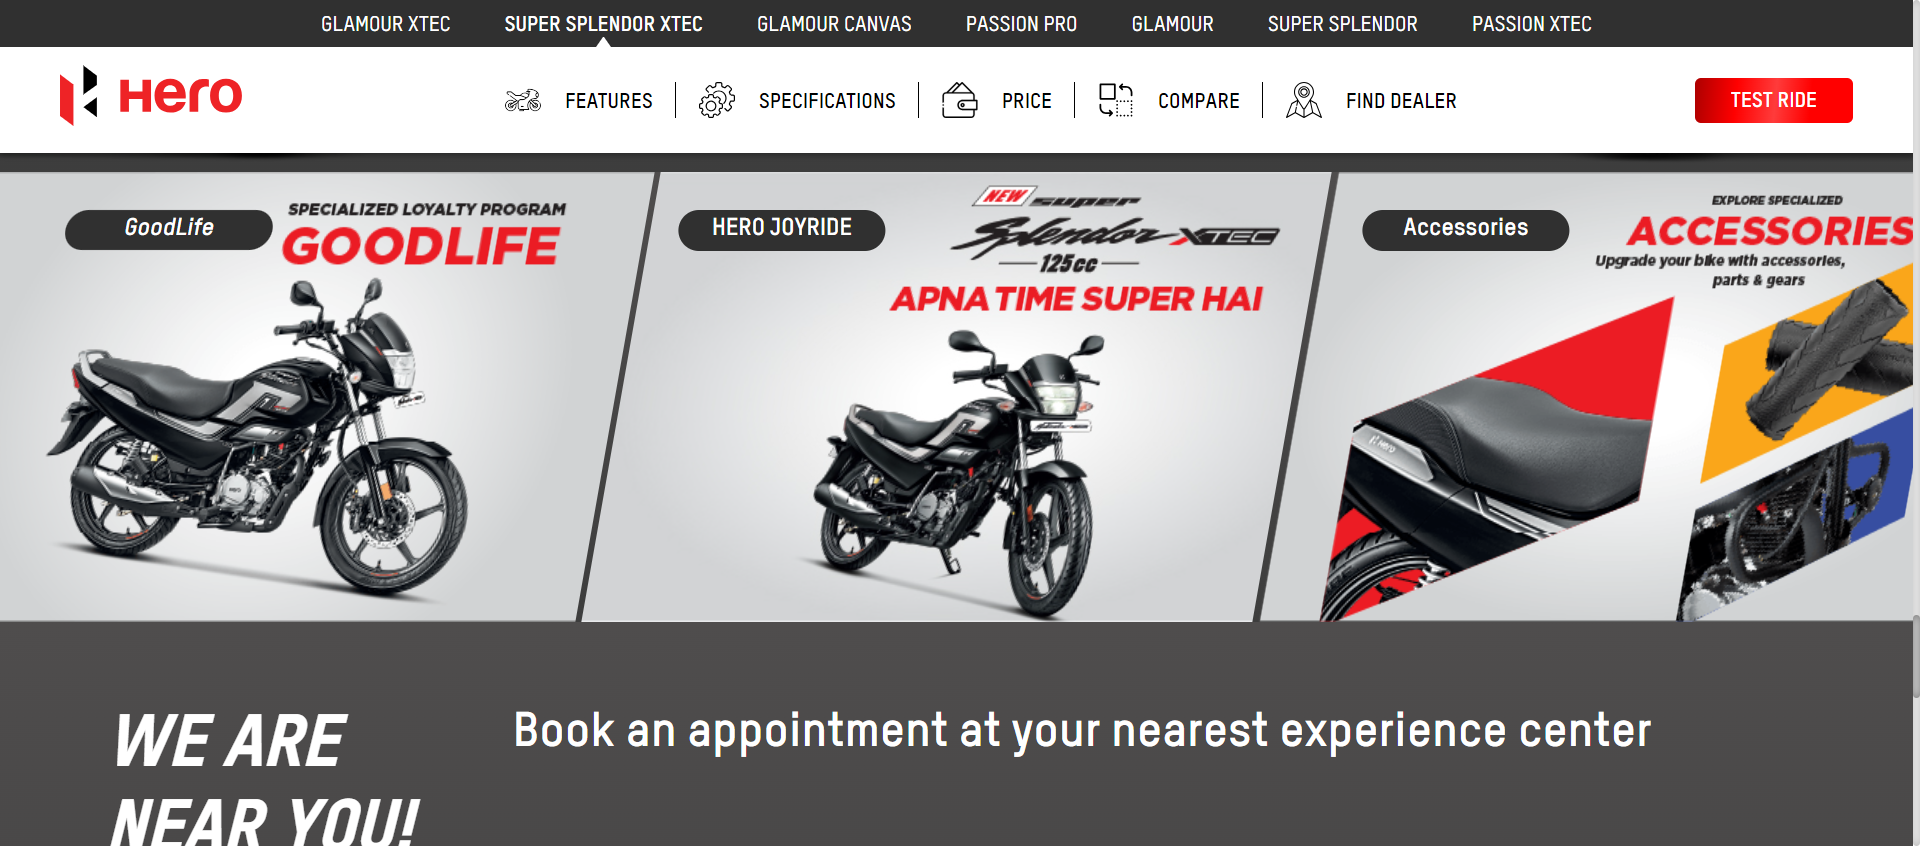 GLAMOUR XTEC SUPER SPLENDOR XTEC GLAMOUR CANVAS PASSION PRO GLAMOUR SUPER SPLENDOR PASSION XTEC
Hero FEATURES SPECIFICATIONS PRICE COMPARE FIND DEALER TEST RIDE
GoodLife
SPECIALIZED LOYALTY PROGRAM
GOODLIFE
HERO JOYRIDE
NEW super
Splendor XTEC
125cc
APNA TIME SUPER HAI
Accessories
EXPLORE SPECIALIZED
ACCESSORIES
Upgrade your bike with accessories,
parts & gears
Hero
WE ARE
NEAR YOU!
Book an appointment at your nearest experience center